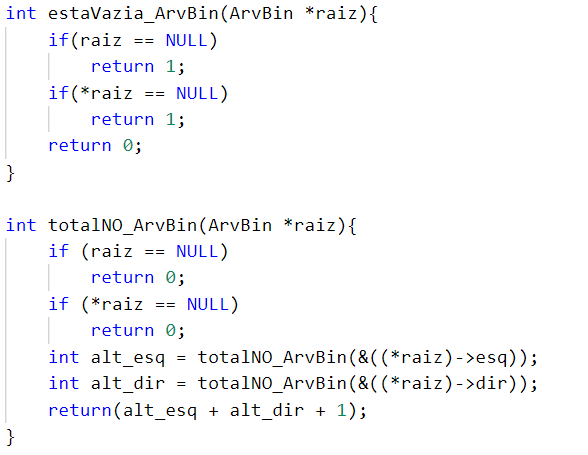 int estaVazia_ArvBin(ArvBin *raiz){
    if(raiz == NULL)
        return 1;
    if(*raiz == NULL)
        return 1;
    return 0;
}

int totalNO_ArvBin(ArvBin *raiz){
    if (raiz == NULL)
        return 0;
    if (*raiz == NULL)
        return 0;
    int alt_esq = totalNO_ArvBin(&((*raiz)->esq));
    int alt_dir = totalNO_ArvBin(&((*raiz)->dir));
    return(alt_esq + alt_dir + 1);
}